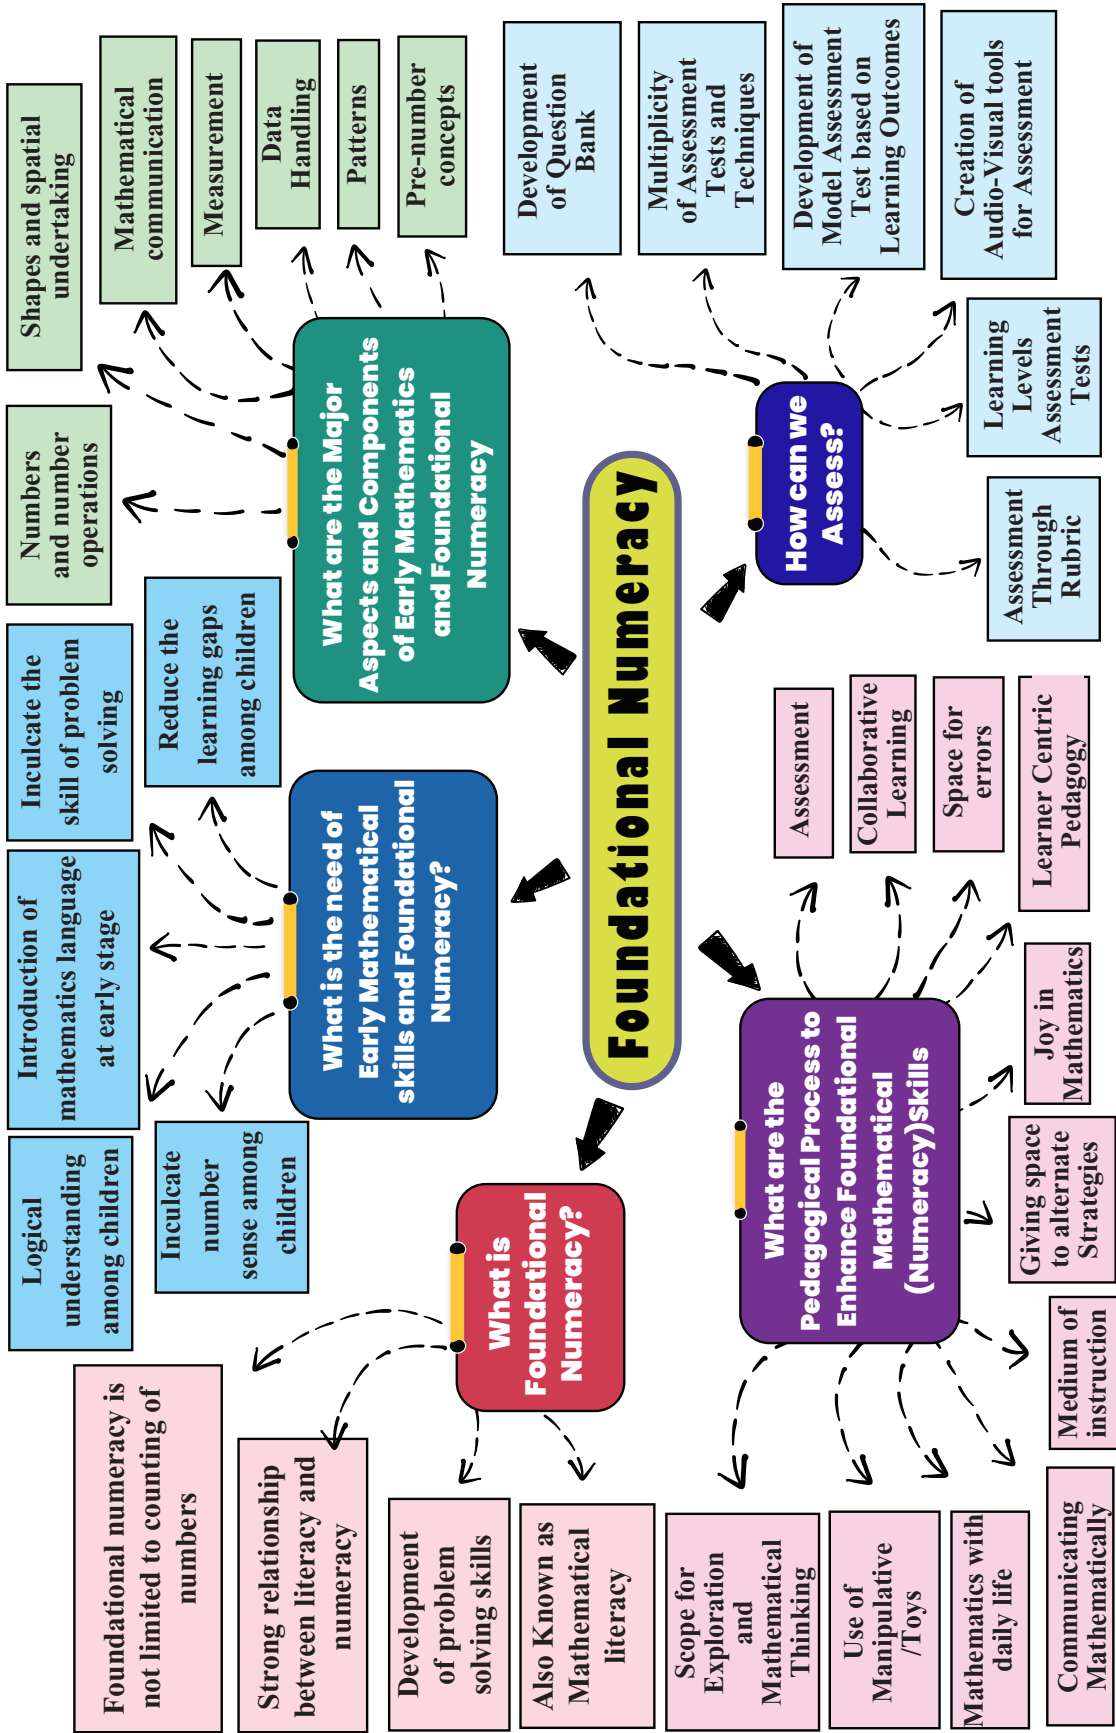 Foundational Numeracy
What is
Foundational
Numeracy?
Foundational numeracy is
not limited to counting of
numbers
Strong relationship
between literacy and
numeracy
Development
of problem
solving skills
Also Known as
Mathematical
literacy
What is the need of
Early Mathematical
skills and Foundational
Numeracy?
Logical
understanding
among children
Inculcate
number
sense among
children
Introduction of
mathematics language
at early stage
Inculcate the
skill of problem
solving
Reduce the
learning gaps
among children
What are the Major
Aspects and Components
of Early Mathematics
and Foundational
Numeracy
Numbers
and number
operations
Shapes and spatial
undertaking
Mathematical
communication
Measurement
Data
Handling
Patterns
Pre-number
concepts
What are the
Pedagogical Process to
Enhance Foundational
Mathematical
(Numeracy)Skills
Scope for
Exploration
and
Mathematical
Thinking
Use of
Manipulative
/Toys
Mathematics with
daily life
Communicating
Mathematically
Medium of
instruction
Giving space
to alternate
Strategies
Joy in
Mathematics
Learner Centric
Pedagogy
Space for
errors
Collaborative
Learning
Assessment
How can we
Assess?
Development
of Question
Bank
Multiplicity
of Assessment
Tests and
Techniques
Development of
Model Assessment
Test based on
Learning Outcomes
Creation of
Audio-Visual tools
for Assessment
Learning
Levels
Assessment
Tests
Assessment
Through
Rubric